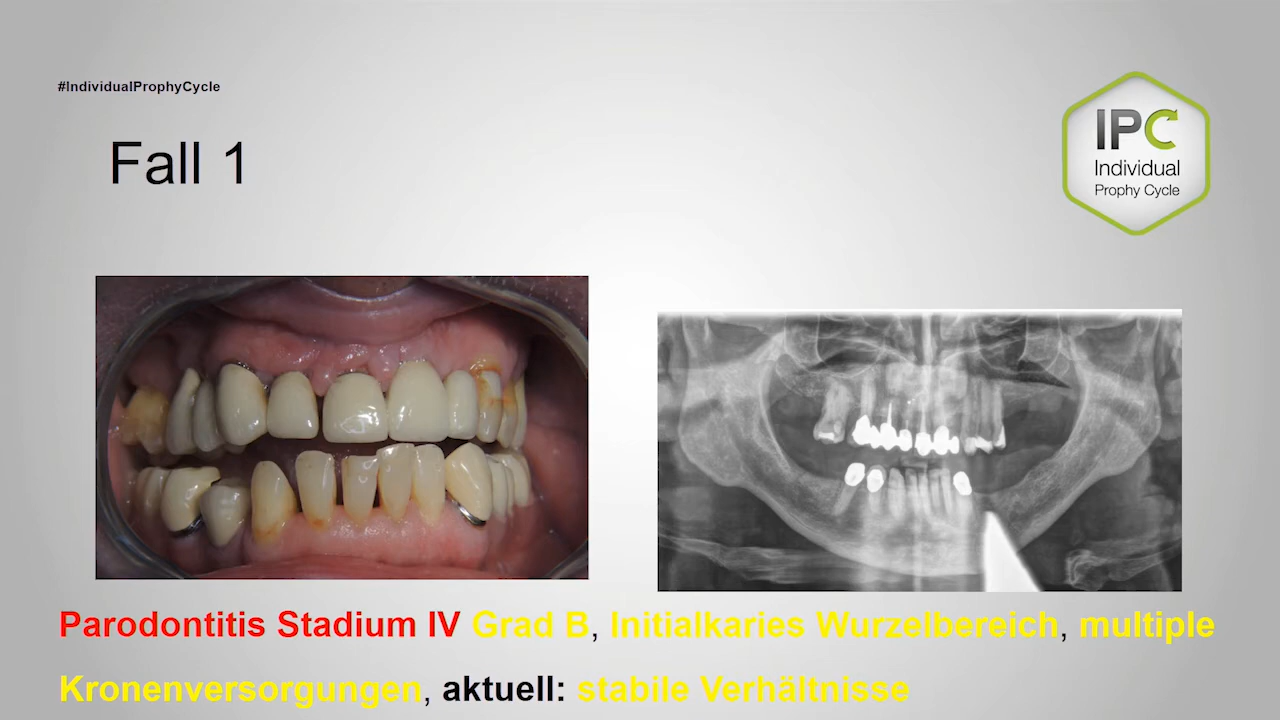 #IndividualProphyCycle
Fall 1
IPC
Individual
Prophy Cycle
Parodontitis Stadium IV Grad B, Initialkaries Wurzelbereich, multiple
Kronenversorgungen, aktuell: stabile Verhältnisse